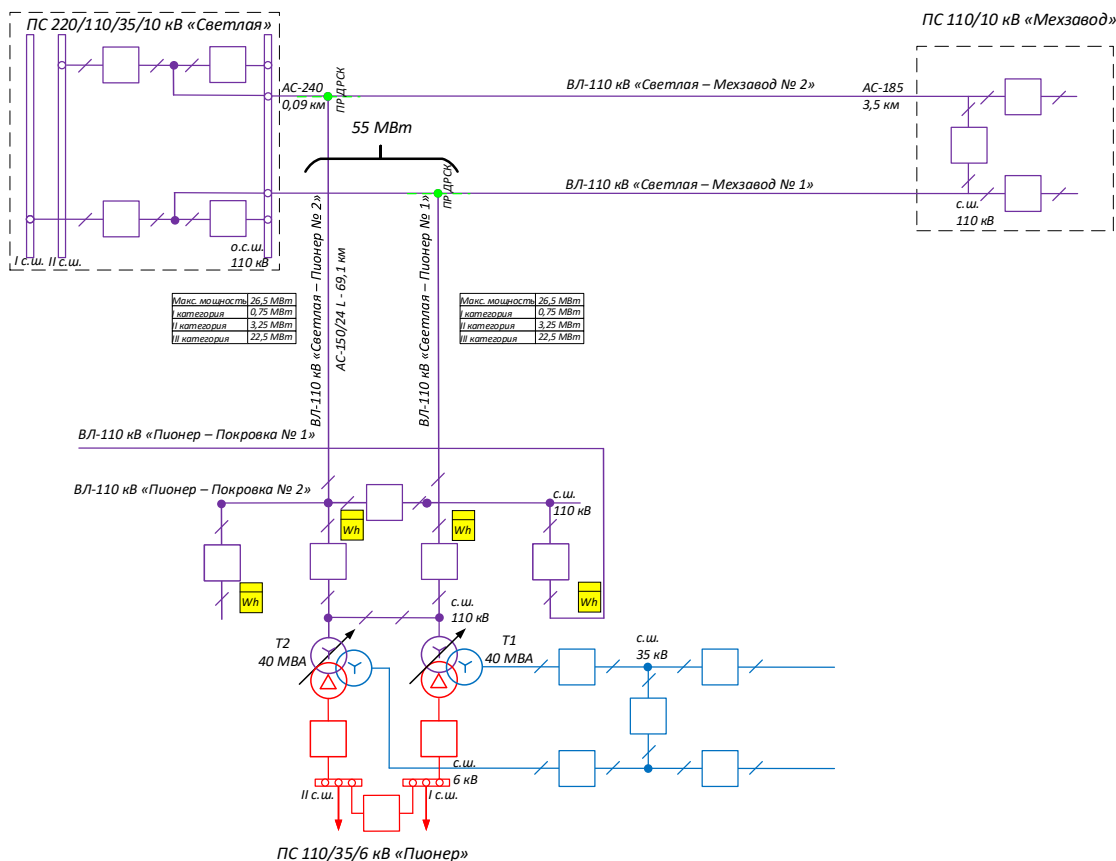 ПС 220/110/35/10 кВ «Светлая»
ПС 110/10 кВ «Мехзавод»
АС-240
0,09 км
ПР ДРСК
ВЛ-110 кВ «Светлая – Мехзавод № 2»
АС-185
3,5 км
55 МВт
ПР ДРСК
ВЛ-110 кВ «Светлая – Мехзавод № 1»
с.ш.
110 кВ
о.с.ш.
110 кВ
I с.ш.
II с.ш.
ВЛ-110 кВ «Светлая – Пионер № 2»
АС-150/24 L - 69,1 км
ВЛ-110 кВ «Светлая – Пионер № 1»
Макс. мощность 26,5 МВт
I категория 0,75 МВт
II категория 3,25 МВт
III категория 22,5 МВт
Макс. мощность 26,5 МВт
I категория 0,75 МВт
II категория 3,25 МВт
III категория 22,5 МВт
ВЛ-110 кВ «Пионер – Покровка № 1»
ВЛ-110 кВ «Пионер – Покровка № 2»
с.ш.
110 кВ
Wh
Wh
Wh
Wh
с.ш.
110 кВ
Т2
40 МВА
Т1
40 МВА
с.ш.
35 кВ
с.ш.
6 кВ
II с.ш.
I с.ш.
ПС 110/35/6 кВ «Пионер»